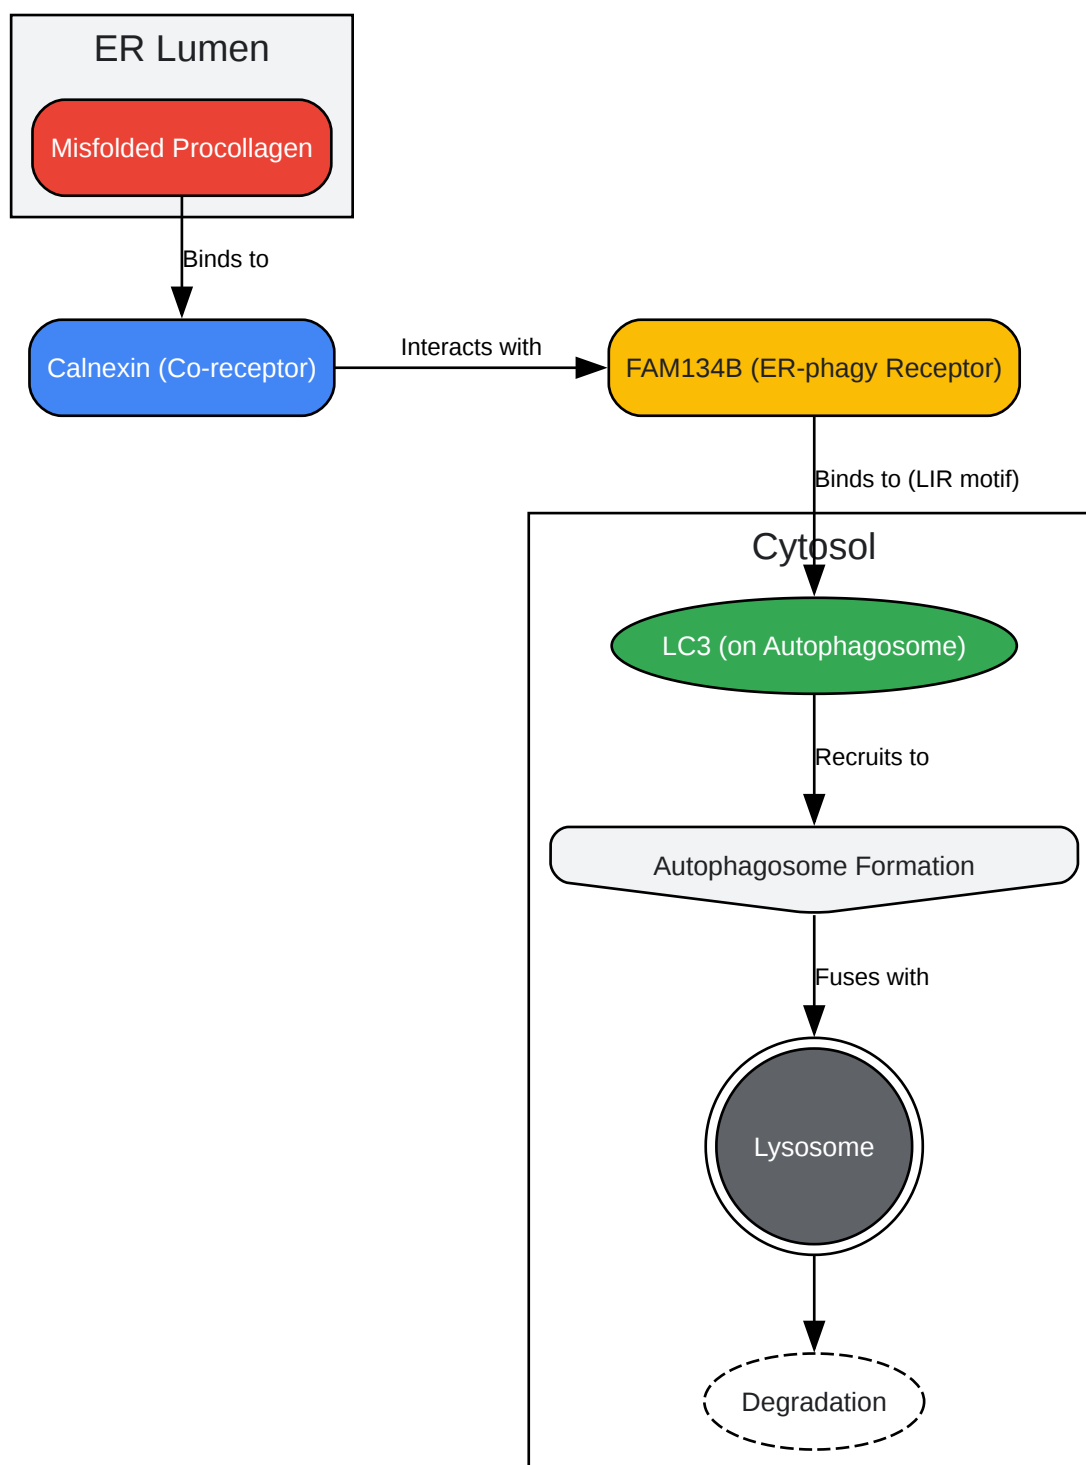 ER Lumen
Misfolded Procollagen
Binds to
Calnexin (Co-receptor)
Interacts with
FAM134B (ER-phagy Receptor)
Binds to (LIR motif)
Cytosol
LC3 (on Autophagosome)
Recruits to
Autophagosome Formation
Fuses with
Lysosome
Degradation